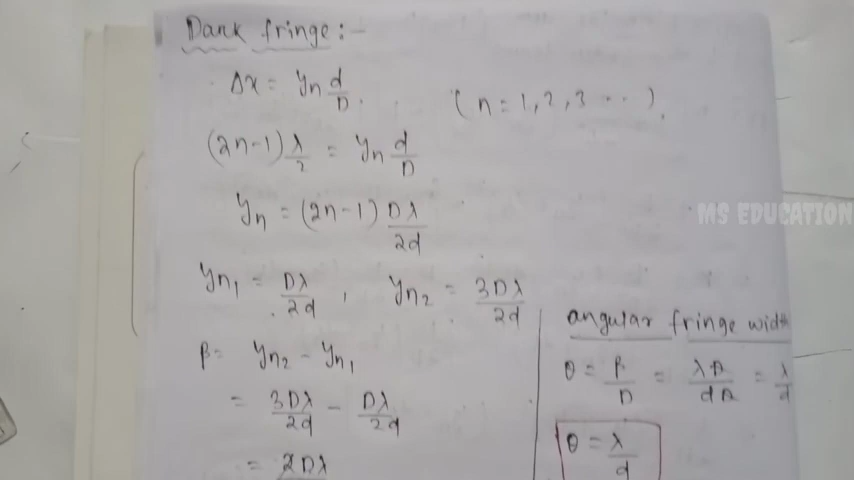 Dark fringe:-
Δx = yn d/D. (n = 1, 2, 3 ...).
(2n-1) λ/2 = yn d/D
yn = (2n-1) Dλ/2d
yn₁ = Dλ/2d , yn₂ = 3Dλ/2d
β = yn₂ - yn₁
= 3Dλ/2d - Dλ/2d
= 2Dλ
angular fringe width
θ = β/D = λD/dD = λ/d
θ = λ/d
MS EDUCATION